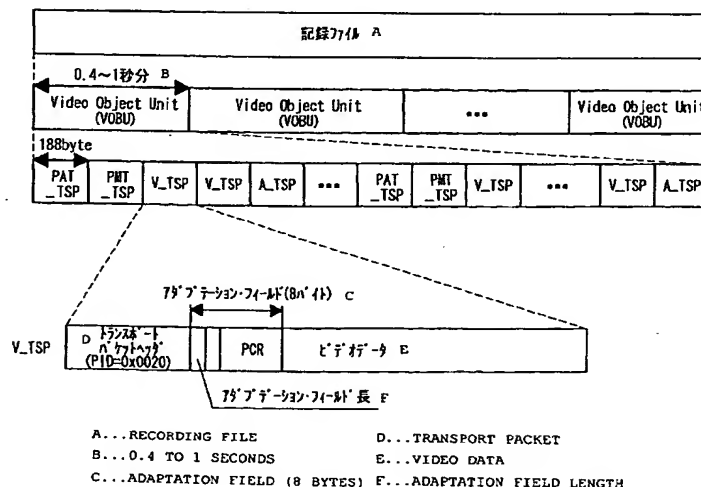 記録ファイル A
0.4～1秒分 B
Video Object Unit
(VOBU)
Video Object Unit
(VOBU)
•••
Video Object Unit
(VOBU)
188byte
PAT
_TSP
PMT
_TSP
V_TSP
V_TSP
A_TSP
•••
PAT
_TSP
PMT
_TSP
V_TSP
•••
V_TSP
A_TSP
アダプテーション・フィールド(8バイト) C
V_TSP
D トランスポート
パケットヘッダ
(PID=0x0020)
PCR
ビデオデータ E
アダプテーション・フィールド長 F
A...RECORDING FILE
D...TRANSPORT PACKET
B...0.4 TO 1 SECONDS
E...VIDEO DATA
C...ADAPTATION FIELD (8 BYTES)
F...ADAPTATION FIELD LENGTH